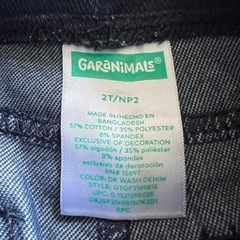 GARANIMALS®
2T/NP2
MADE IN/HECHO EN
BANGLADESH
57% COTTON / 35% POLYESTER
8% SPANDEX
EXCLUSIVE OF DECORATION
57% algodón / 35% poliéster
8% spandex
exclusivo de decoración
RN# 15897
COLOR: DK WASH DENIM
RPC